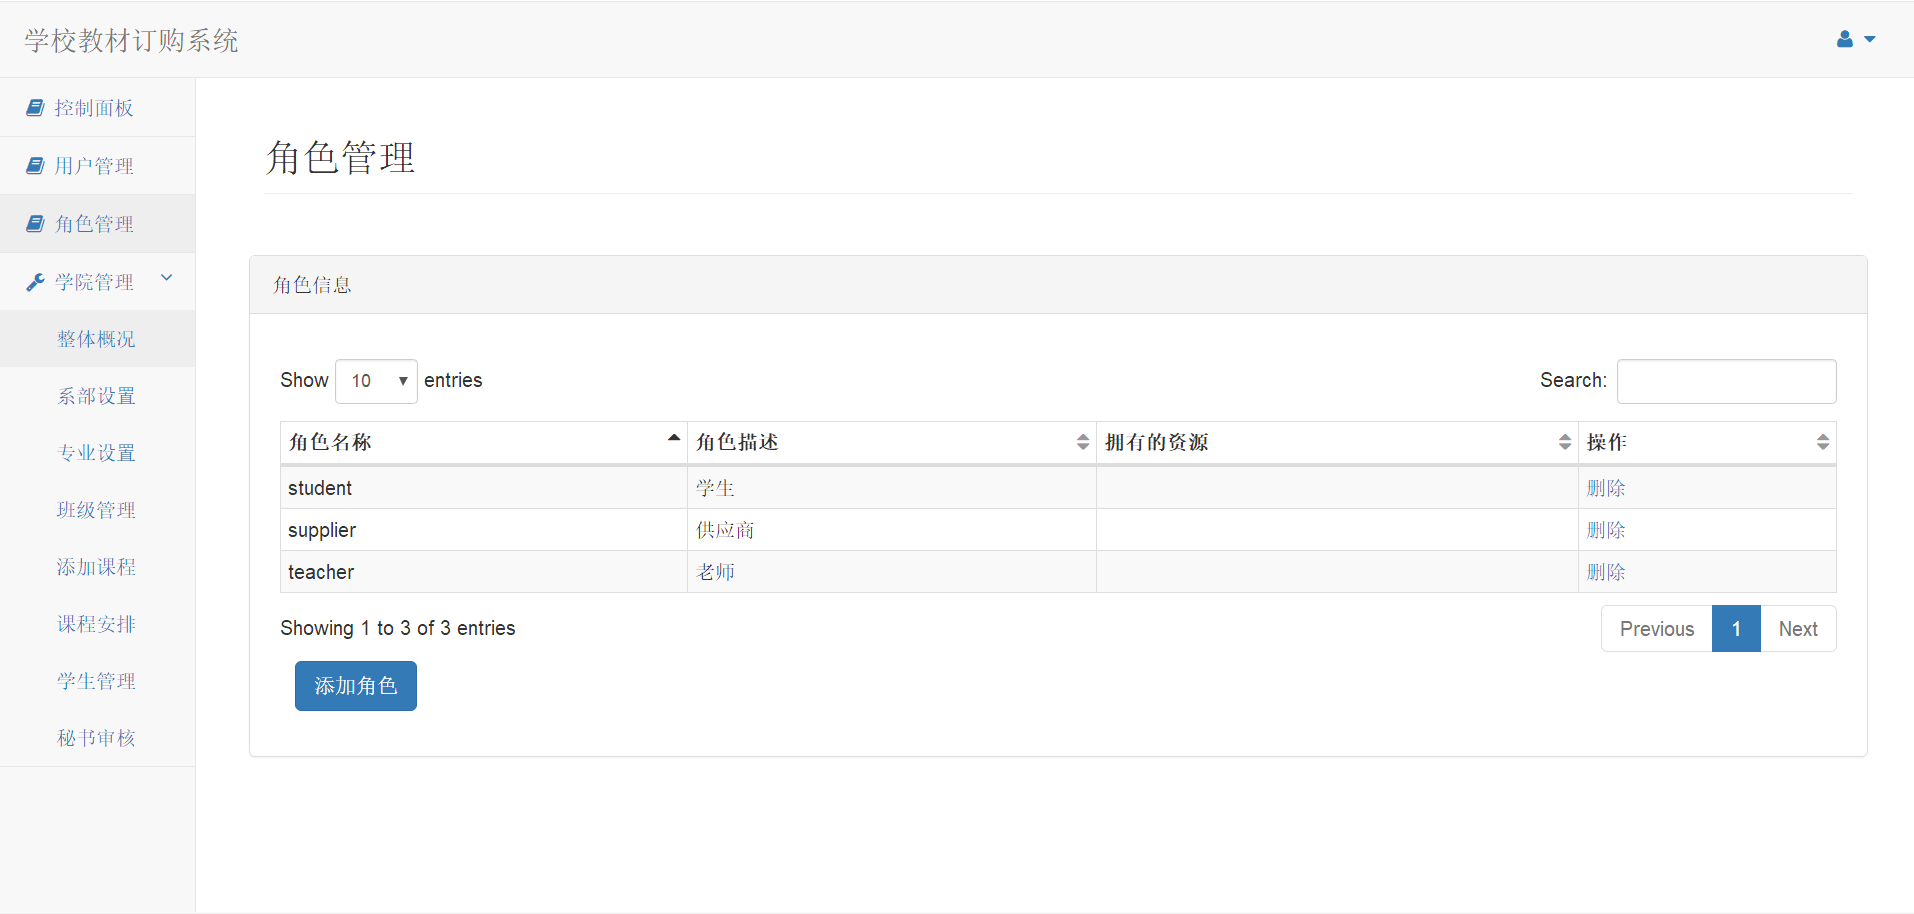 学校教材订购系统
控制面板
用户管理
角色管理
学院管理
整体概况
系部设置
专业设置
班级管理
添加课程
课程安排
学生管理
秘书审核
角色管理
角色信息
Show 10 entries
Search:
角色名称 角色描述 拥有的资源 操作
student 学生 删除
supplier 供应商 删除
teacher 老师 删除
Showing 1 to 3 of 3 entries
Previous 1 Next
添加角色